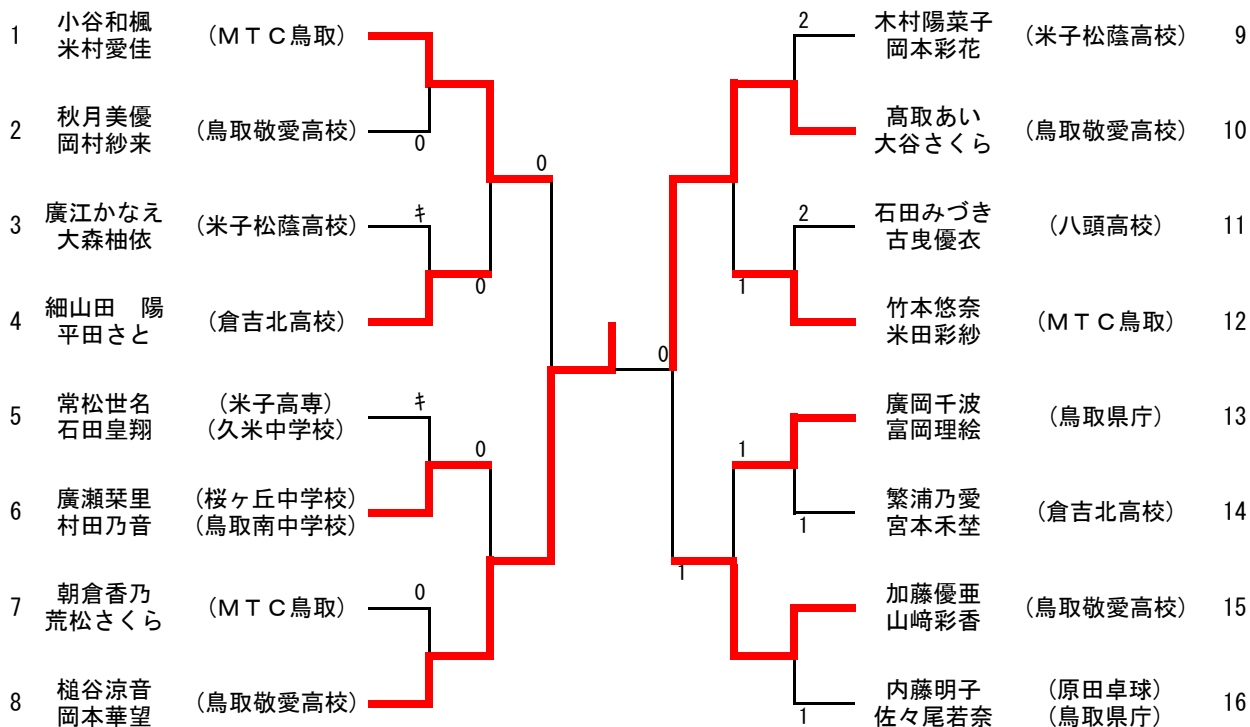 1 小谷和楓 (ＭＴＣ鳥取)
米村愛佳
2 秋月美優 (鳥取敬愛高校) 0
岡村紗来
0
3 廣江かなえ (米子松蔭高校) ｷ
大森柚依
0
4 細山田　陽 (倉吉北高校)
平田さと
5 常松世名 (米子高専) ｷ
石田皇翔 (久米中学校)
0
6 廣瀬栞里 (桜ヶ丘中学校)
村田乃音 (鳥取南中学校)
7 朝倉香乃 (ＭＴＣ鳥取) 0
荒松さくら
8 槌谷涼音 (鳥取敬愛高校)
岡本華望
0
2 木村陽菜子 (米子松蔭高校) 9
岡本彩花
髙取あい (鳥取敬愛高校) 10
大谷さくら
2 石田みづき (八頭高校) 11
古曳優衣
1
竹本悠奈 (ＭＴＣ鳥取) 12
米田彩紗
廣岡千波 (鳥取県庁) 13
富岡理絵
1
1 繁浦乃愛 (倉吉北高校) 14
宮本禾埜
1
加藤優亜 (鳥取敬愛高校) 15
山﨑彩香
1 内藤明子 (原田卓球) 16
佐々尾若奈 (鳥取県庁)